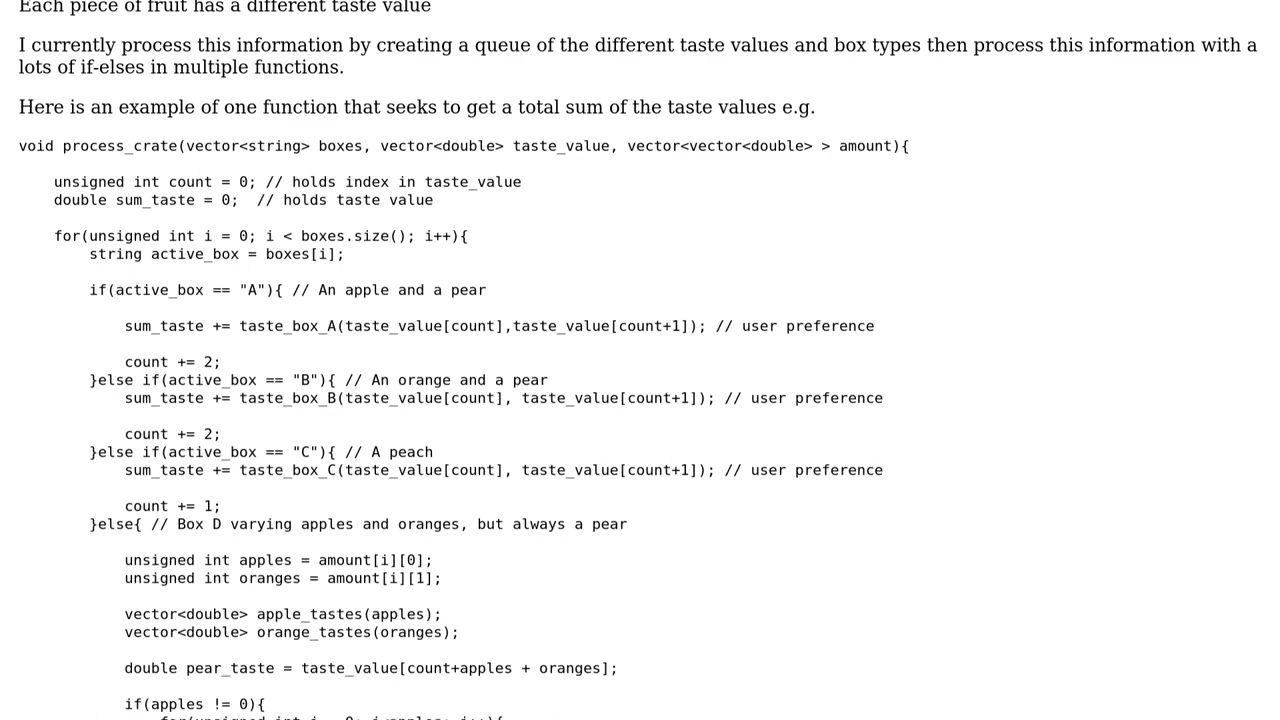 Each piece of fruit has a different taste value
I currently process this information by creating a queue of the different taste values and box types then process this information with a
lots of if-elses in multiple functions.
Here is an example of one function that seeks to get a total sum of the taste values e.g.
void process_crate(vector<string> boxes, vector<double> taste_value, vector<vector<double> > amount){
unsigned int count = 0; // holds index in taste_value
double sum_taste = 0;  // holds taste value
for(unsigned int i = 0; i < boxes.size(); i++){
string active_box = boxes[i];
if(active_box == "A"){ // An apple and a pear
sum_taste += taste_box_A(taste_value[count],taste_value[count+1]); // user preference
count += 2;
}else if(active_box == "B"){ // An orange and a pear
sum_taste += taste_box_B(taste_value[count], taste_value[count+1]); // user preference
count += 2;
}else if(active_box == "C"){ // A peach
sum_taste += taste_box_C(taste_value[count], taste_value[count+1]); // user preference
count += 1;
}else{ // Box D varying apples and oranges, but always a pear
unsigned int apples = amount[i][0];
unsigned int oranges = amount[i][1];
vector<double> apple_tastes(apples);
vector<double> orange_tastes(oranges);
double pear_taste = taste_value[count+apples + oranges];
if(apples != 0){